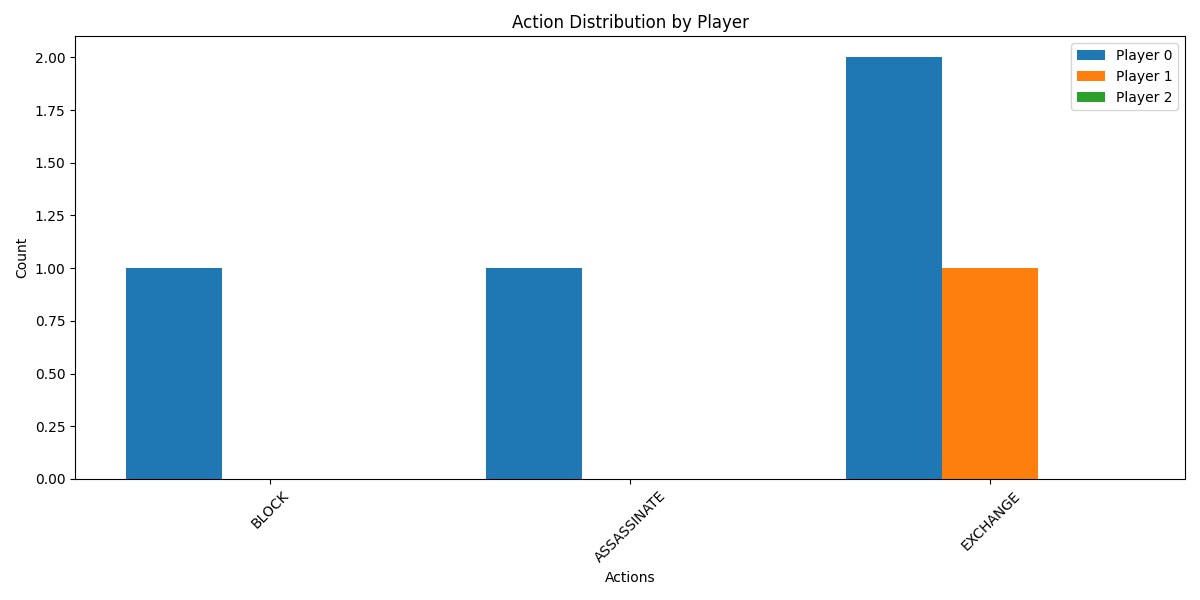 Action Distribution by Player
Player 0
Player 1
Player 2
Count
2.00
1.75
1.50
1.25
1.00
0.75
0.50
0.25
0.00
BLOCK
ASSASSINATE
EXCHANGE
Actions